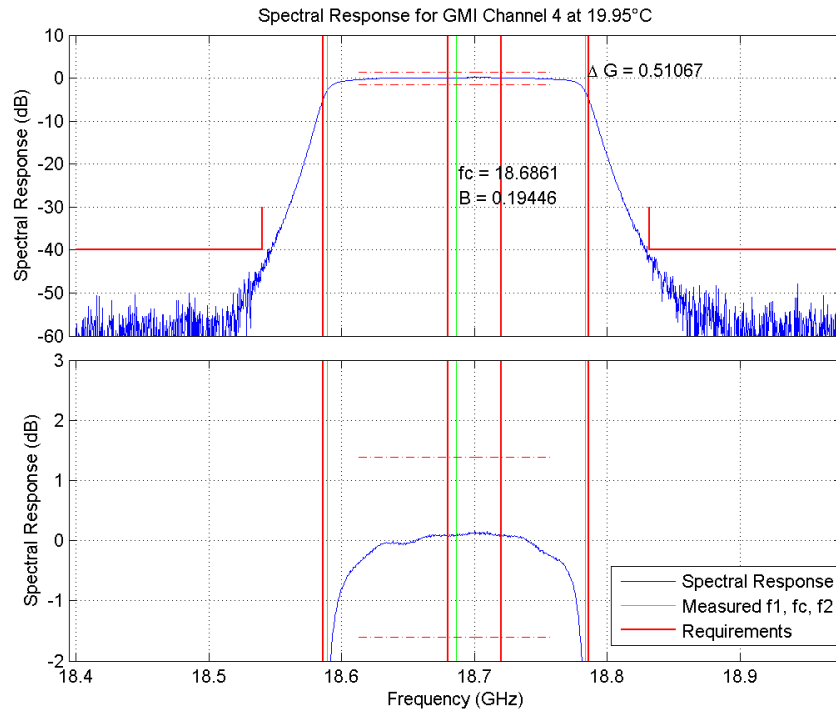 Spectral Response for GMI Channel 4 at 19.95°C
Spectral Response (dB)
10
0
-10
-20
-30
-40
-50
-60
Δ G = 0.51067
fc = 18.6861
B = 0.19446
Spectral Response (dB)
3
2
1
0
-1
-2
18.4
18.5
18.6
18.7
18.8
18.9
Frequency (GHz)
Spectral Response
Measured f1, fc, f2
Requirements